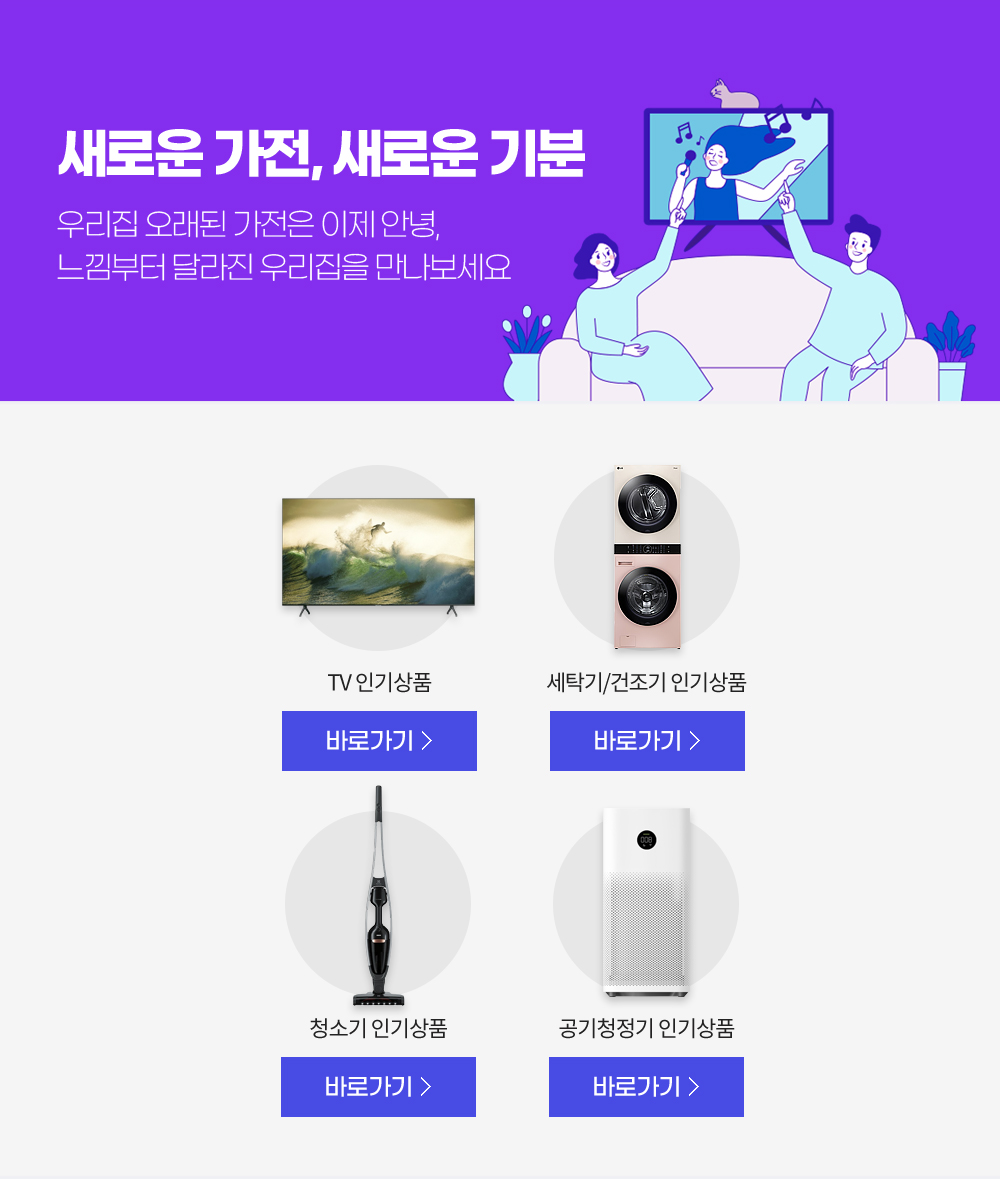 새로운 가전, 새로운 기분
우리집 오래된 가전은 이제 안녕,
느낌부터 달라진 우리집을 만나보세요
TV 인기상품
세탁기/건조기 인기상품
바로가기 >
바로가기 >
청소기 인기상품
공기청정기 인기상품
바로가기 >
바로가기 >